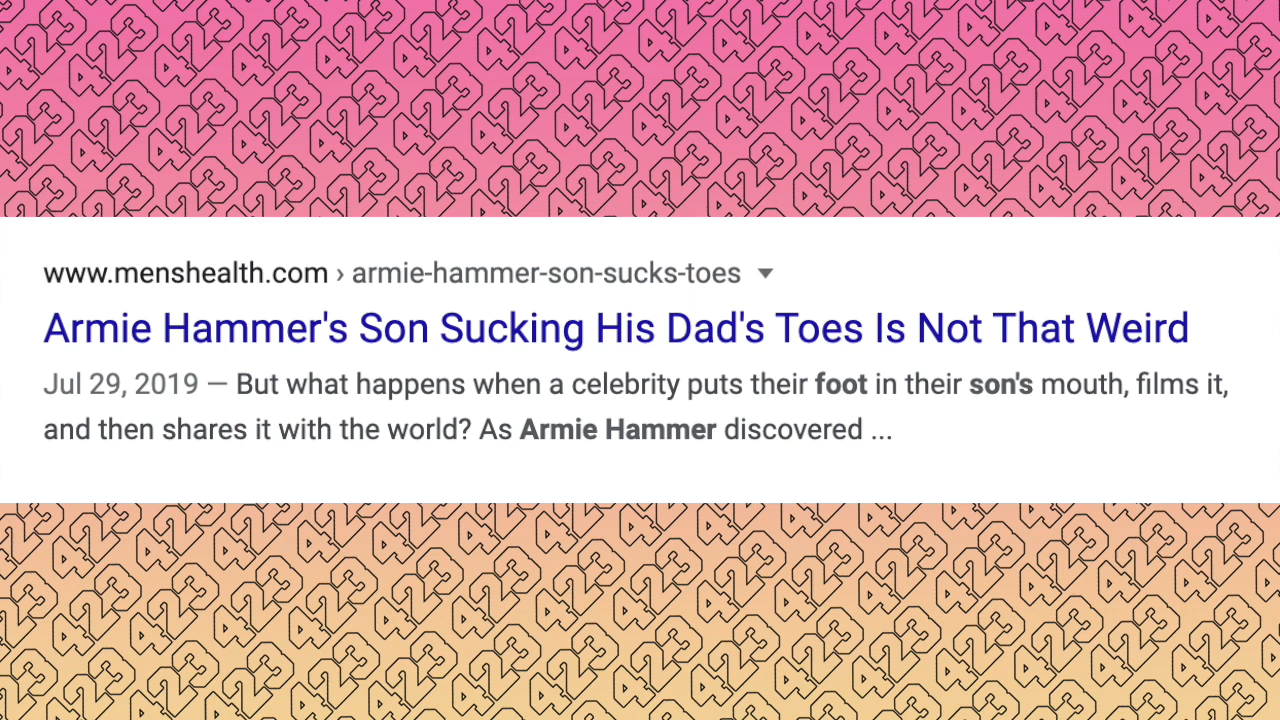 www.menshealth.com › armie-hammer-son-sucks-toes
Armie Hammer's Son Sucking His Dad's Toes Is Not That Weird
Jul 29, 2019 — But what happens when a celebrity puts their foot in their son's mouth, films it,
and then shares it with the world? As Armie Hammer discovered ...
423